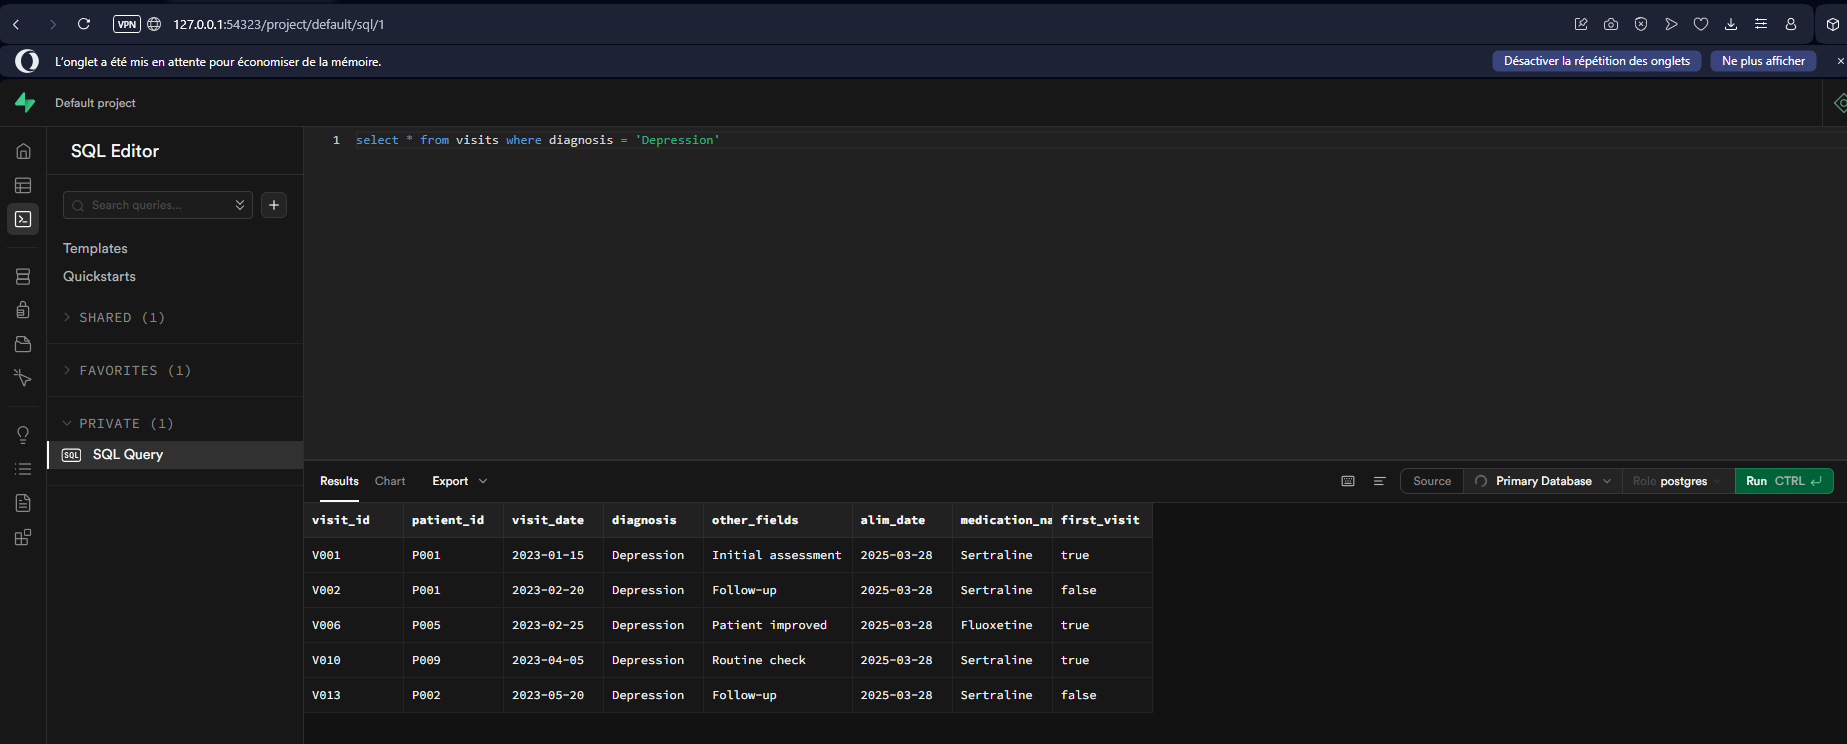 VPN 127.0.0.1:54323/project/default/sql/1
L'onglet a été mis en attente pour économiser de la mémoire. Désactiver la répétition des onglets Ne plus afficher
Default project
SQL Editor
Search queries...
Templates
Quickstarts
SHARED (1)
FAVORITES (1)
PRIVATE (1)
SQL SQL Query
1 select * from visits where diagnosis = 'Depression'
Results Chart Export Source Primary Database Role postgres Run CTRL
visit_id patient_id visit_date diagnosis other_fields alim_date medication_na first_visit
V001 P001 2023-01-15 Depression Initial assessment 2025-03-28 Sertraline true
V002 P001 2023-02-20 Depression Follow-up 2025-03-28 Sertraline false
V006 P005 2023-02-25 Depression Patient improved 2025-03-28 Fluoxetine true
V010 P009 2023-04-05 Depression Routine check 2025-03-28 Sertraline true
V013 P002 2023-05-20 Depression Follow-up 2025-03-28 Sertraline false